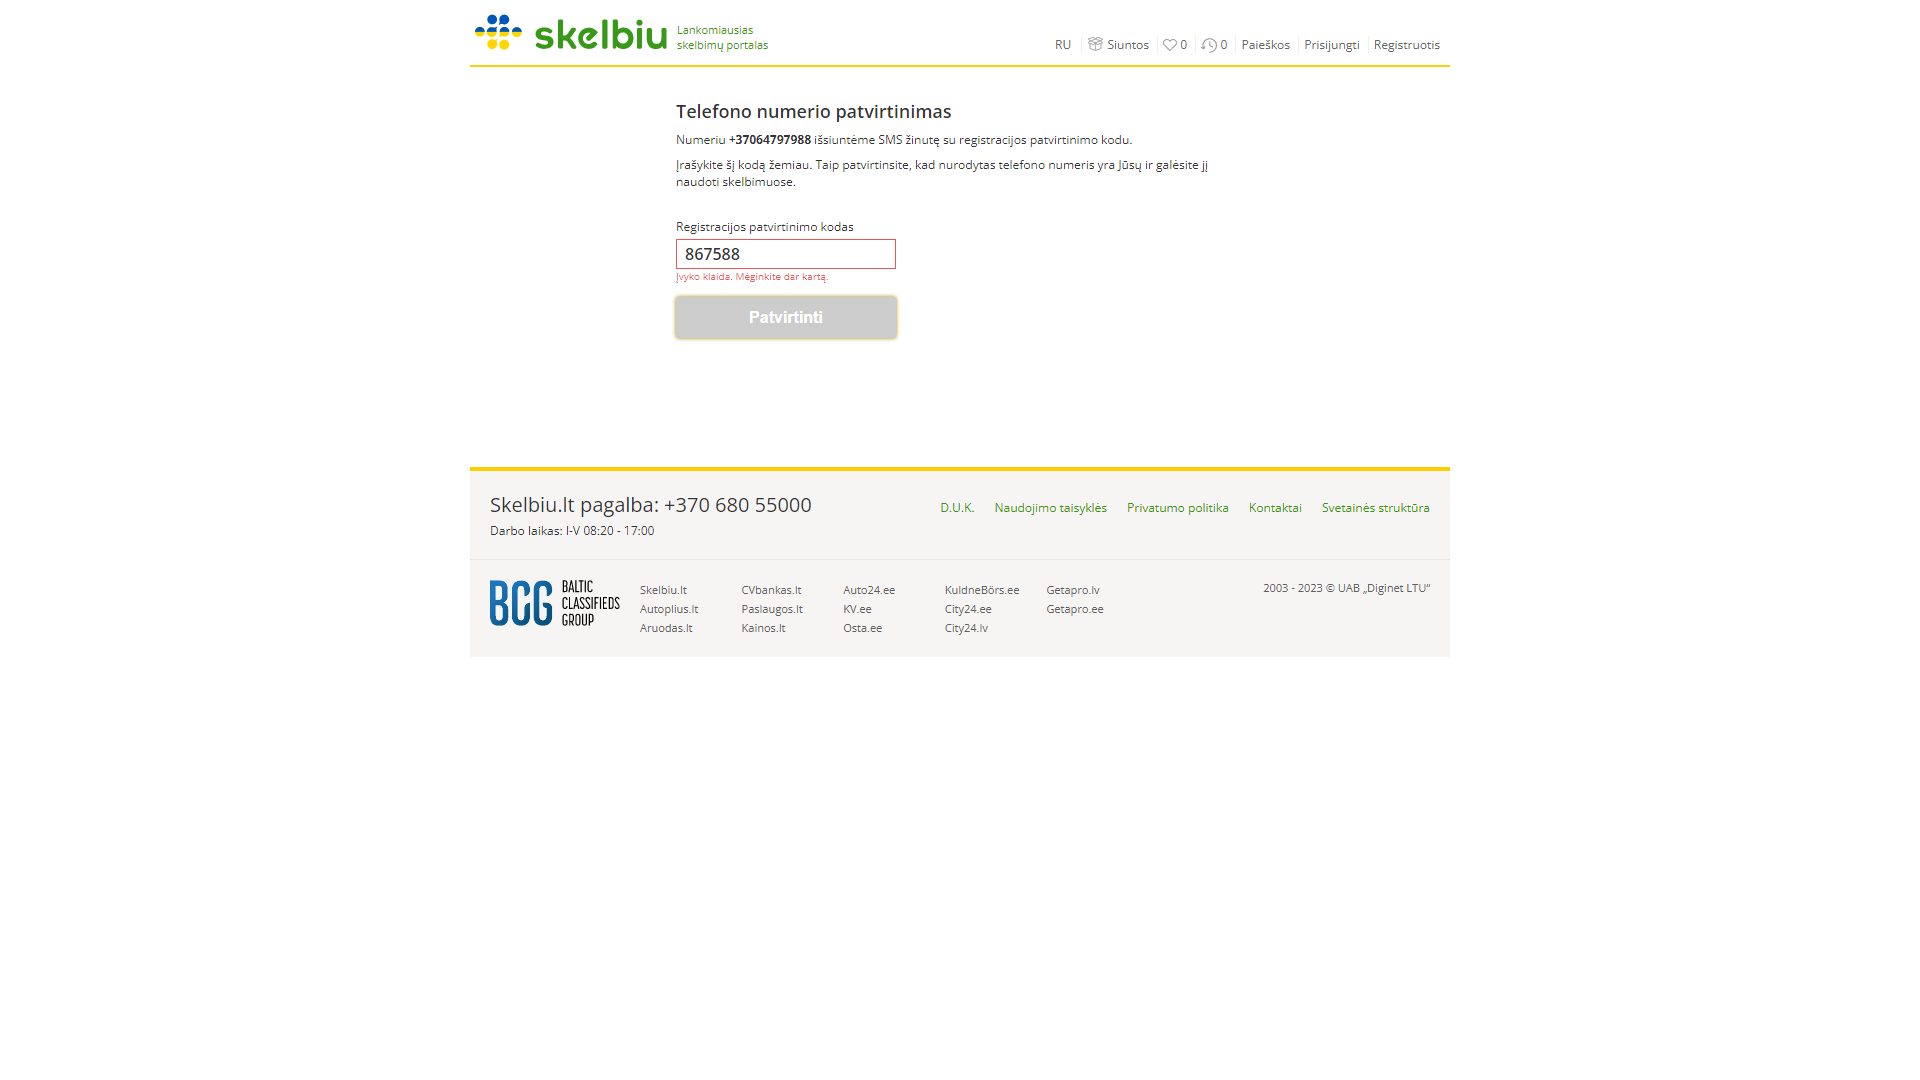 skelbiu
Lankomiausias
skelbimų portalas
RU
Siuntos
0
0
Paieškos
Prisijungti
Registruotis
Telefono numerio patvirtinimas
Numeriu +37064797988 išsiuntėme SMS žinutę su registracijos patvirtinimo kodu.
Įrašykite šį kodą žemiau. Taip patvirtinsite, kad nurodytas telefono numeris yra Jūsų ir galėsite jį
naudoti skelbimuose.
Registracijos patvirtinimo kodas
867588
Įvyko klaida. Mėginkite dar kartą.
Patvirtinti
Skelbiu.lt pagalba: +370 680 55000
Darbo laikas: I-V 08:20 - 17:00
D.U.K.
Naudojimo taisyklės
Privatumo politika
Kontaktai
Svetainės struktūra
BCG
BALTIC
CLASSIFIEDS
GROUP
Skelbiu.lt
Autoplius.lt
Aruodas.lt
CVbankas.lt
Paslaugos.lt
Kainos.lt
Auto24.ee
KV.ee
Osta.ee
KuldneBörs.ee
City24.ee
City24.lv
Getapro.lv
Getapro.ee
2003 - 2023 © UAB „Diginet LTU“